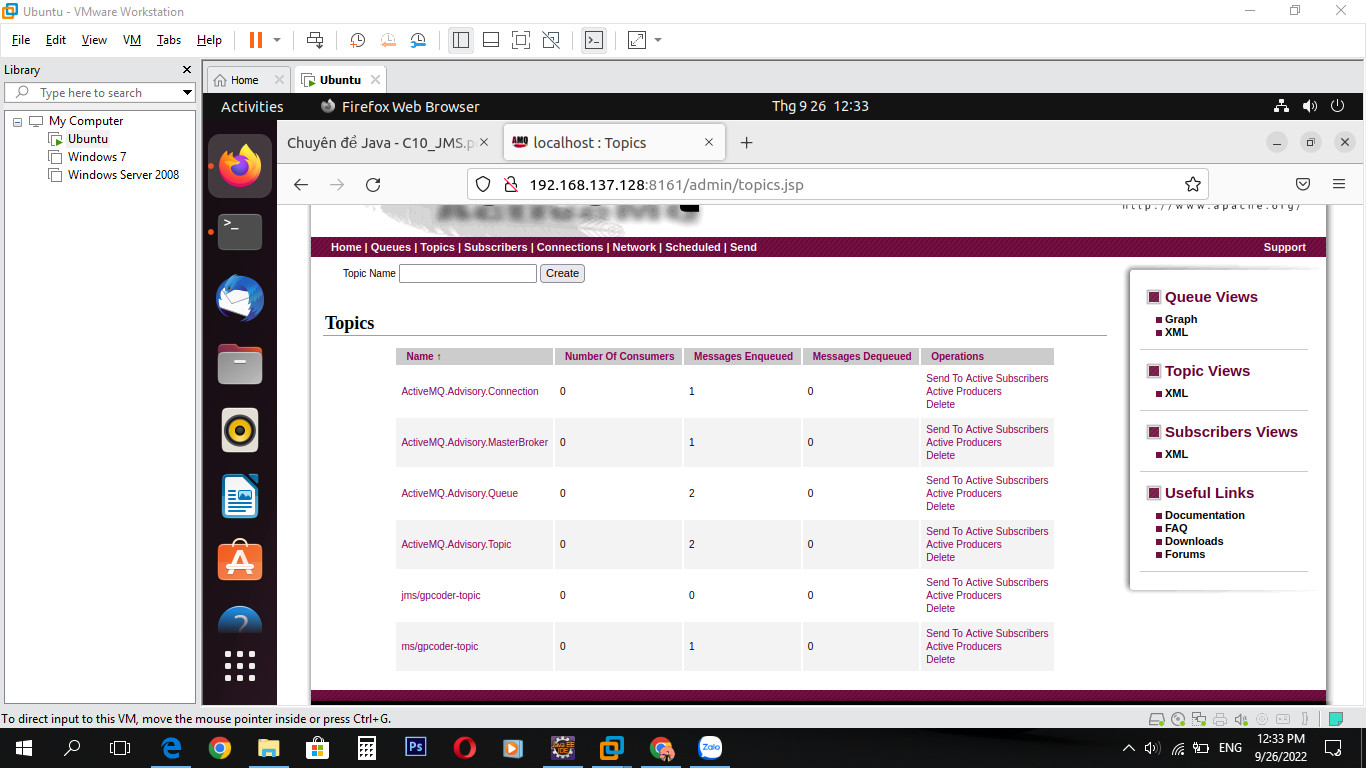 Ubuntu - VMware Workstation
File Edit View VM Tabs Help
Library
Type here to search
My Computer
Ubuntu
Windows 7
Windows Server 2008
Home
Ubuntu
Activities
Firefox Web Browser
Thg 9 26 12:33
Chuyên đề Java - C10_JMS.p
AMQ
localhost : Topics
192.168.137.128:8161/admin/topics.jsp
http://www.apache.org/
Home | Queues | Topics | Subscribers | Connections | Network | Scheduled | Send
Support
Topic Name
Create
Topics
Name ↑ Number Of Consumers Messages Enqueued Messages Dequeued Operations
ActiveMQ.Advisory.Connection 0 1 0 Send To Active Subscribers
Active Producers
Delete
ActiveMQ.Advisory.MasterBroker 0 1 0 Send To Active Subscribers
Active Producers
Delete
ActiveMQ.Advisory.Queue 0 2 0 Send To Active Subscribers
Active Producers
Delete
ActiveMQ.Advisory.Topic 0 2 0 Send To Active Subscribers
Active Producers
Delete
jms/gpcoder-topic 0 0 0 Send To Active Subscribers
Active Producers
Delete
ms/gpcoder-topic 0 1 0 Send To Active Subscribers
Active Producers
Delete
Queue Views
Graph
XML
Topic Views
XML
Subscribers Views
XML
Useful Links
Documentation
FAQ
Downloads
Forums
To direct input to this VM, move the mouse pointer inside or press Ctrl+G.
Ps
Zalo
ENG
12:33 PM
9/26/2022